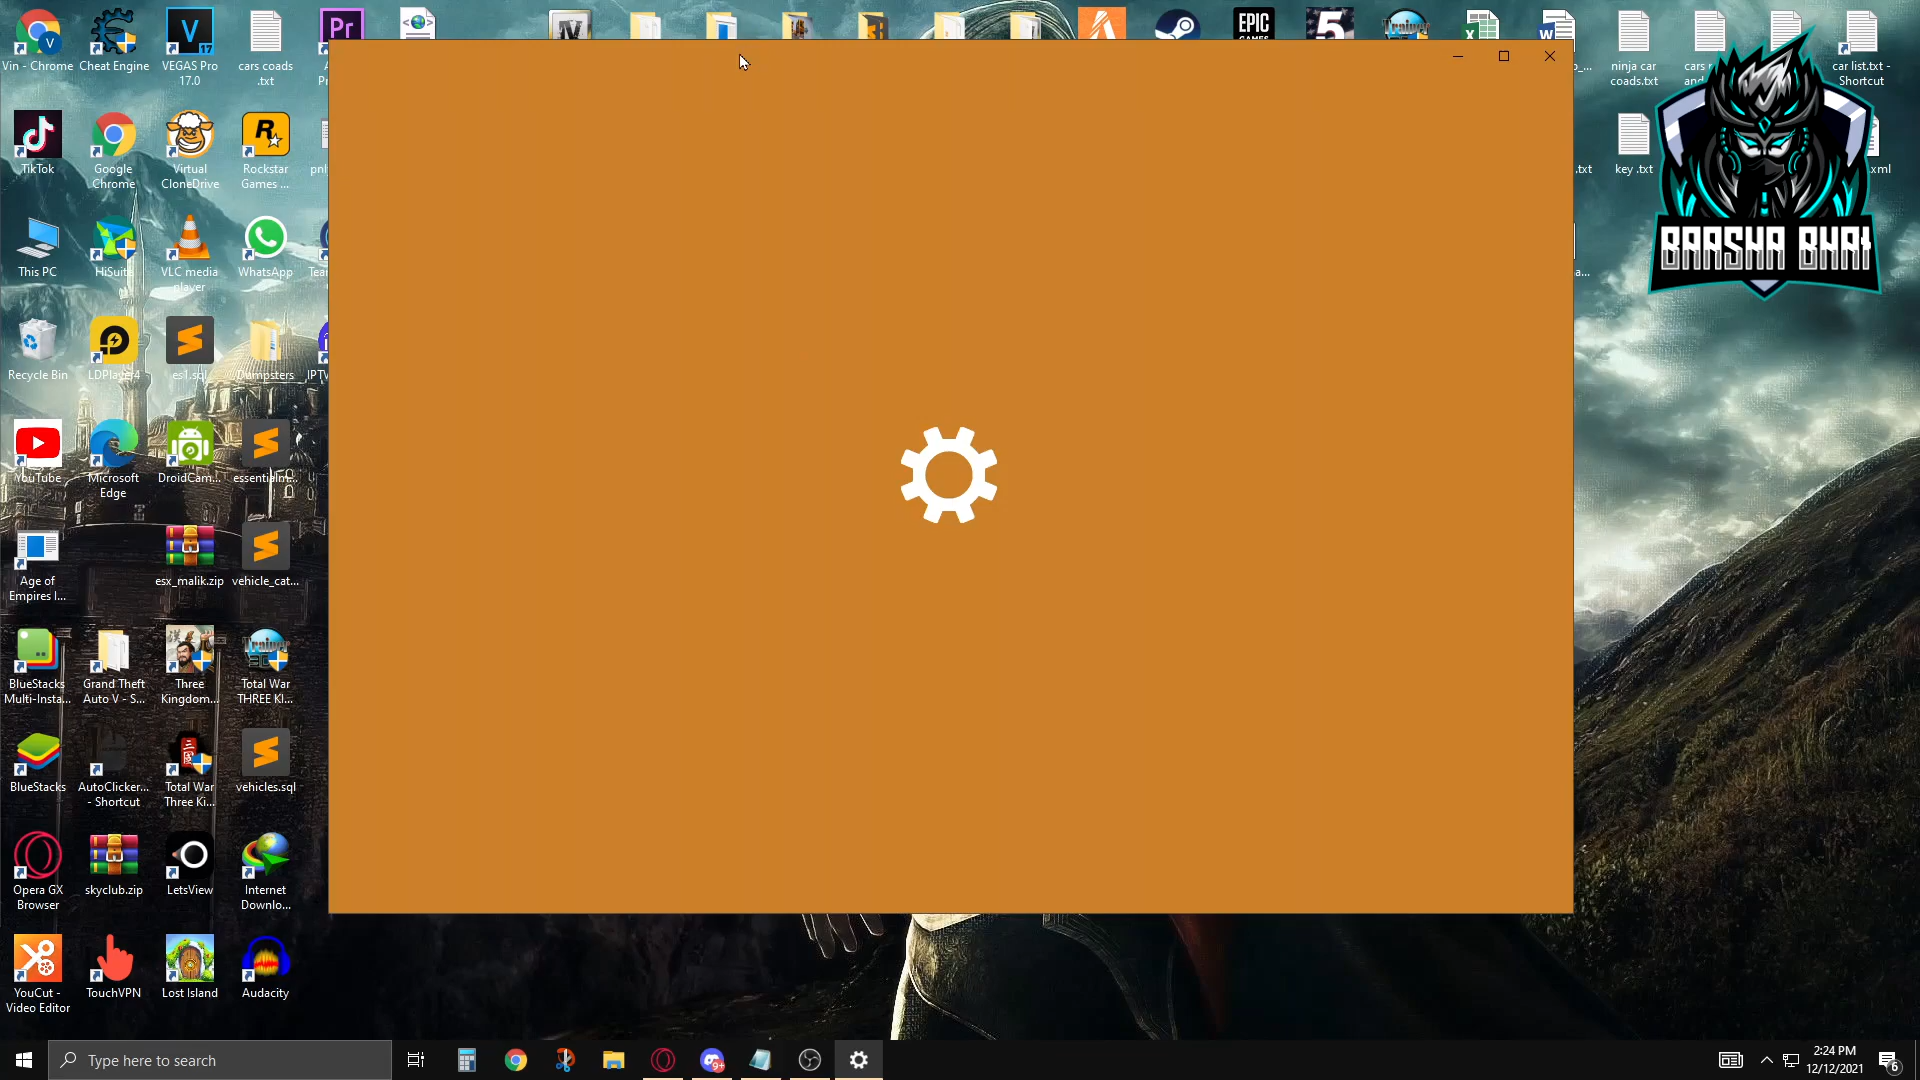 Vin - Chrome
Cheat Engine
VEGAS Pro
17.0
cars coads
.txt
ninja car
coads.txt
car list.txt -
Shortcut
TikTok
Google
Chrome
Virtual
CloneDrive
Rockstar
Games ...
.txt
key .txt
.xml
BAASHA BHAI
This PC
HiSuite
VLC media
player
WhatsApp
Recycle Bin
LDPlayer4
es1.sql
Dumpsters
YouTube
Microsoft
Edge
DroidCam...
essentialm...
Age of
Empires I...
esx_malik.zip
vehicle_cat...
BlueStacks
Multi-Insta...
Grand Theft
Auto V - S...
Three
Kingdom...
Total War
THREE KI...
BlueStacks
AutoClicker...
- Shortcut
Total War
Three Ki...
vehicles.sql
Opera GX
Browser
skyclub.zip
LetsView
Internet
Downlo...
YouCut -
Video Editor
TouchVPN
Lost Island
Audacity
Type here to search
2:24 PM
12/12/2021